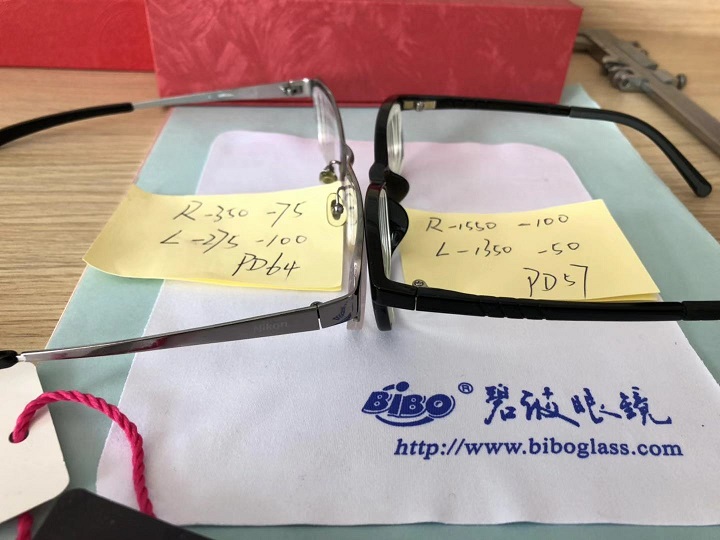 R -350 -75
L -275 -100
PD64
R -1550 -100
L -1350 -50
PD57
BiBO® 碧波眼镜
http://www.biboglass.com